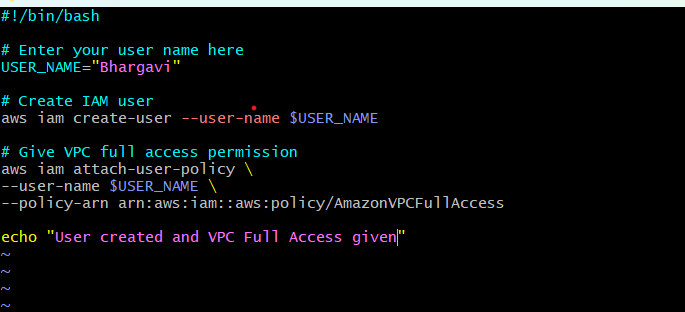 #!/bin/bash
# Enter your user name here
USER_NAME="Bhargavi"
# Create IAM user
aws iam create-user --user-name $USER_NAME
# Give VPC full access permission
aws iam attach-user-policy \
--user-name $USER_NAME \
--policy-arn arn:aws:iam::aws:policy/AmazonVPCFullAccess
echo "User created and VPC Full Access given"
~
~
~
~